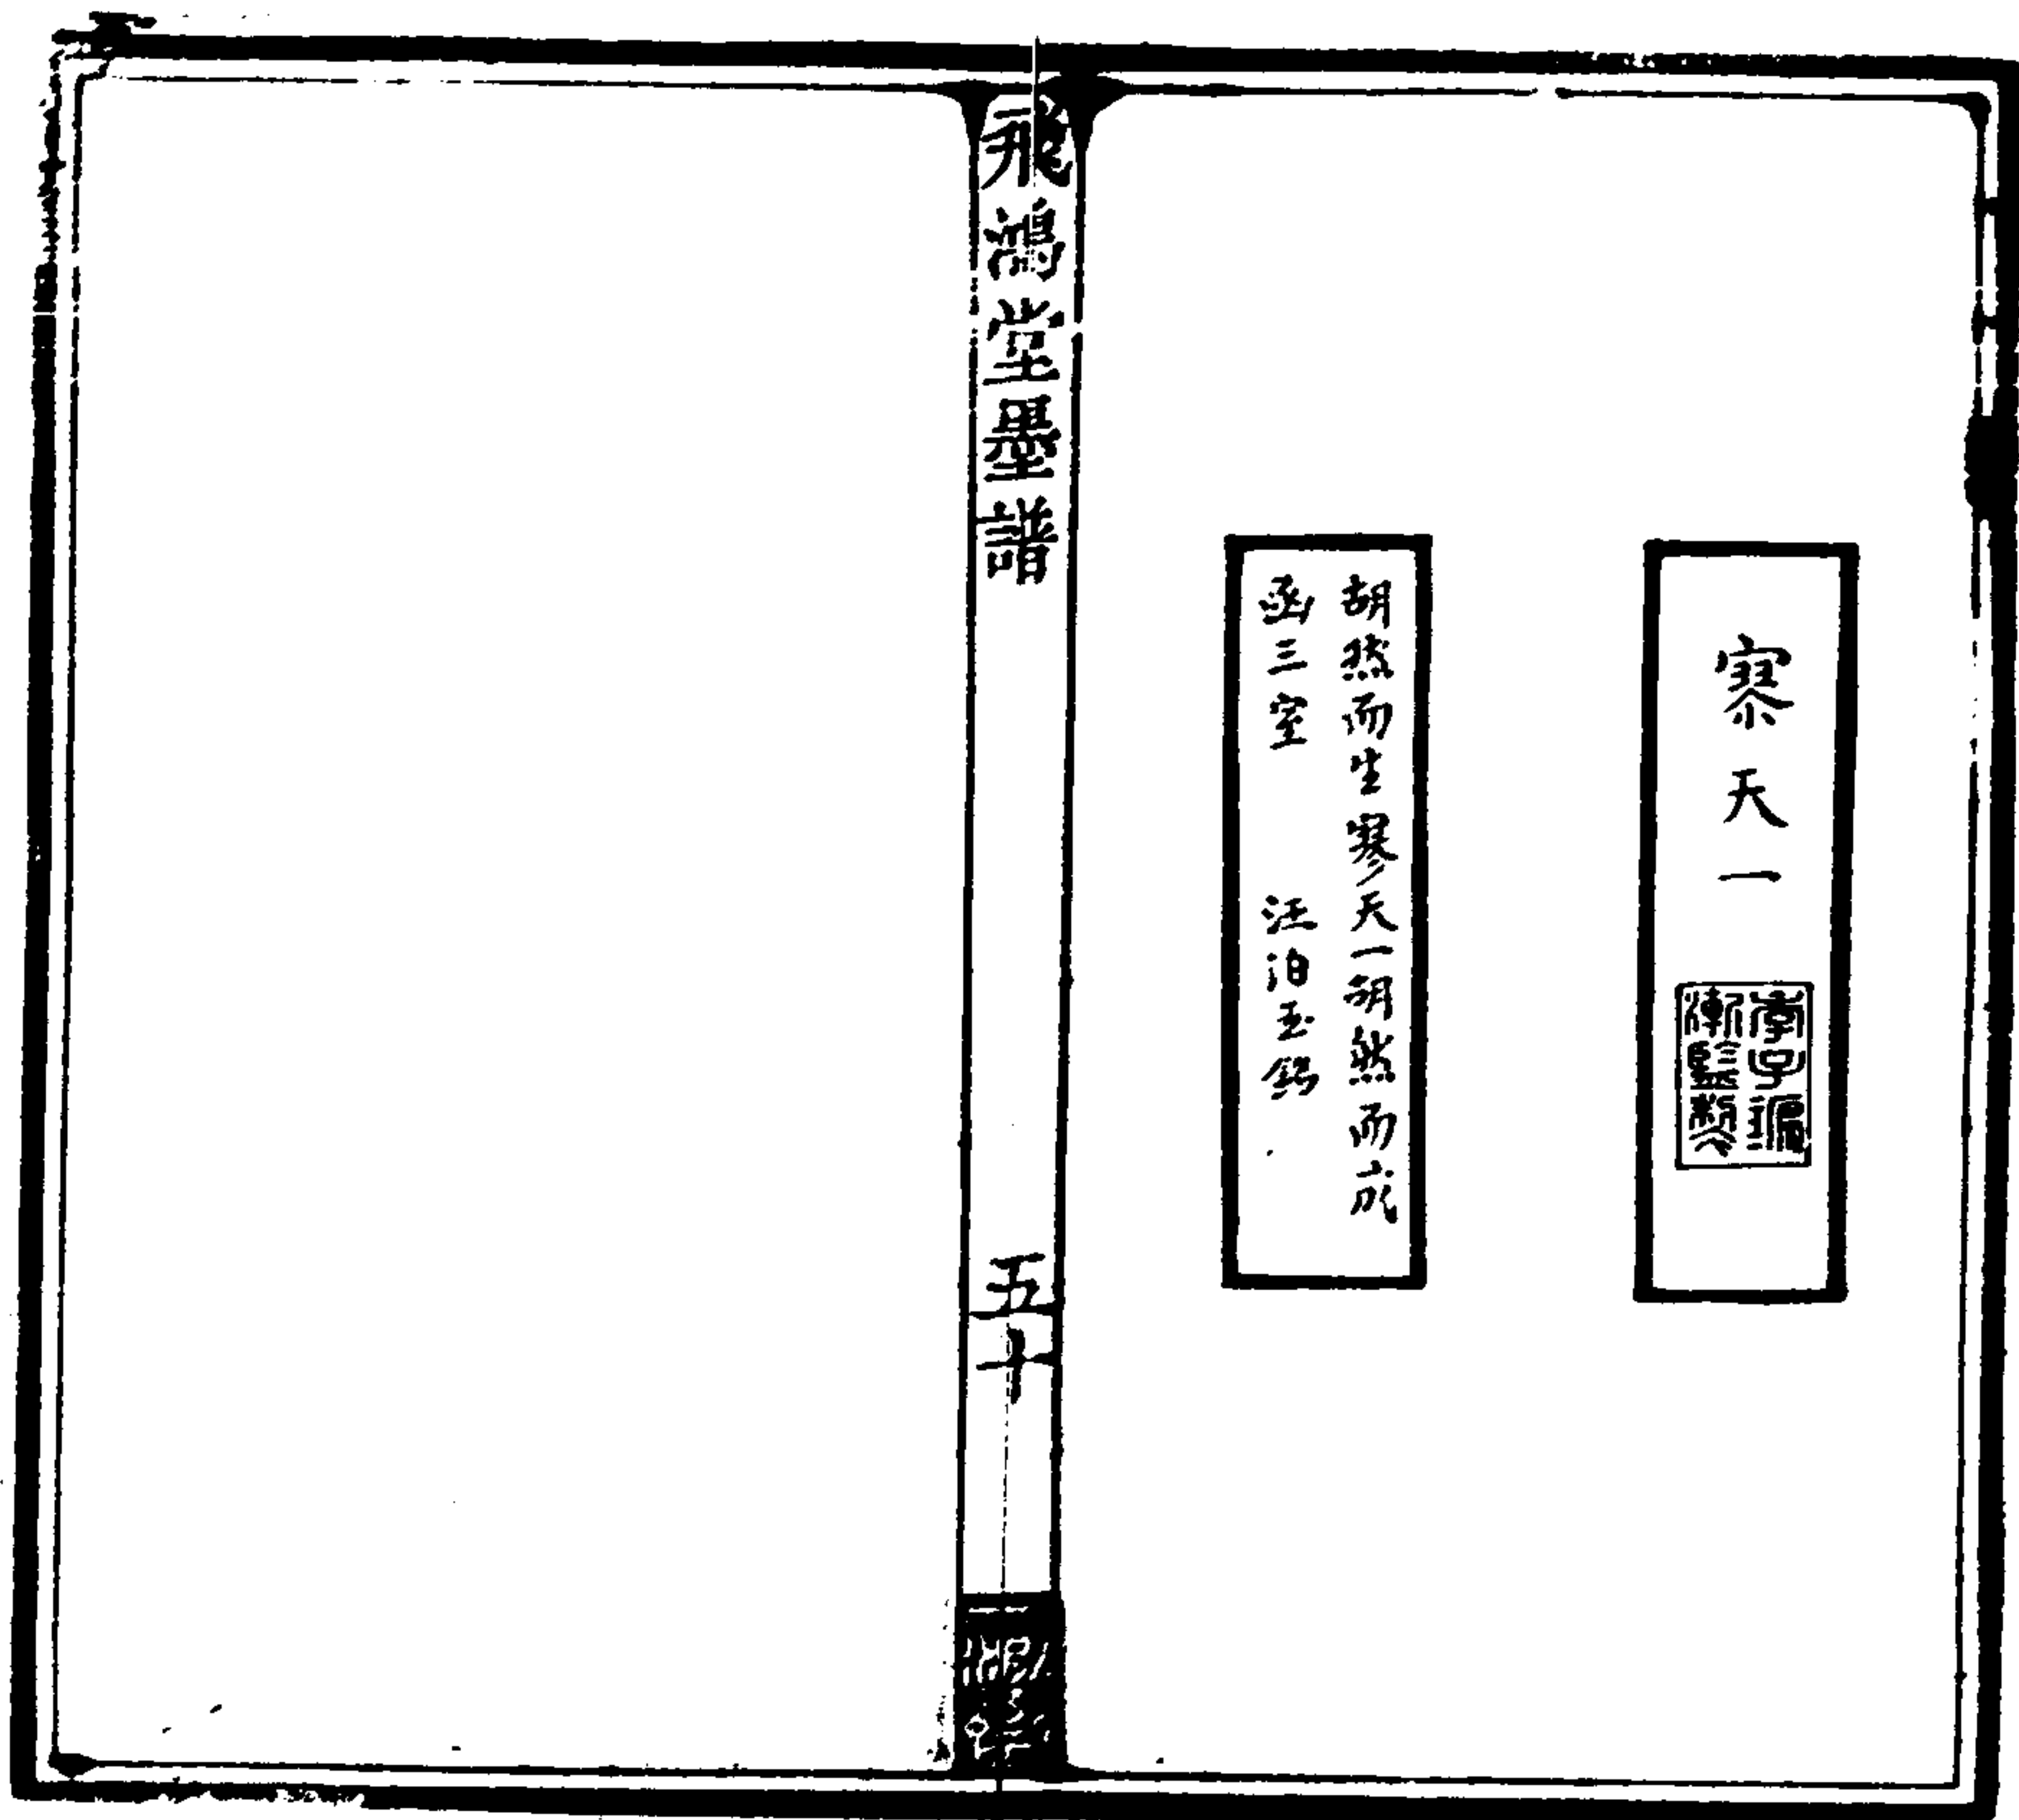 寥天一
胡然而生寥天一胡然而成
函三室 汪泊玉銘
飛鴻堂墨譜
五十